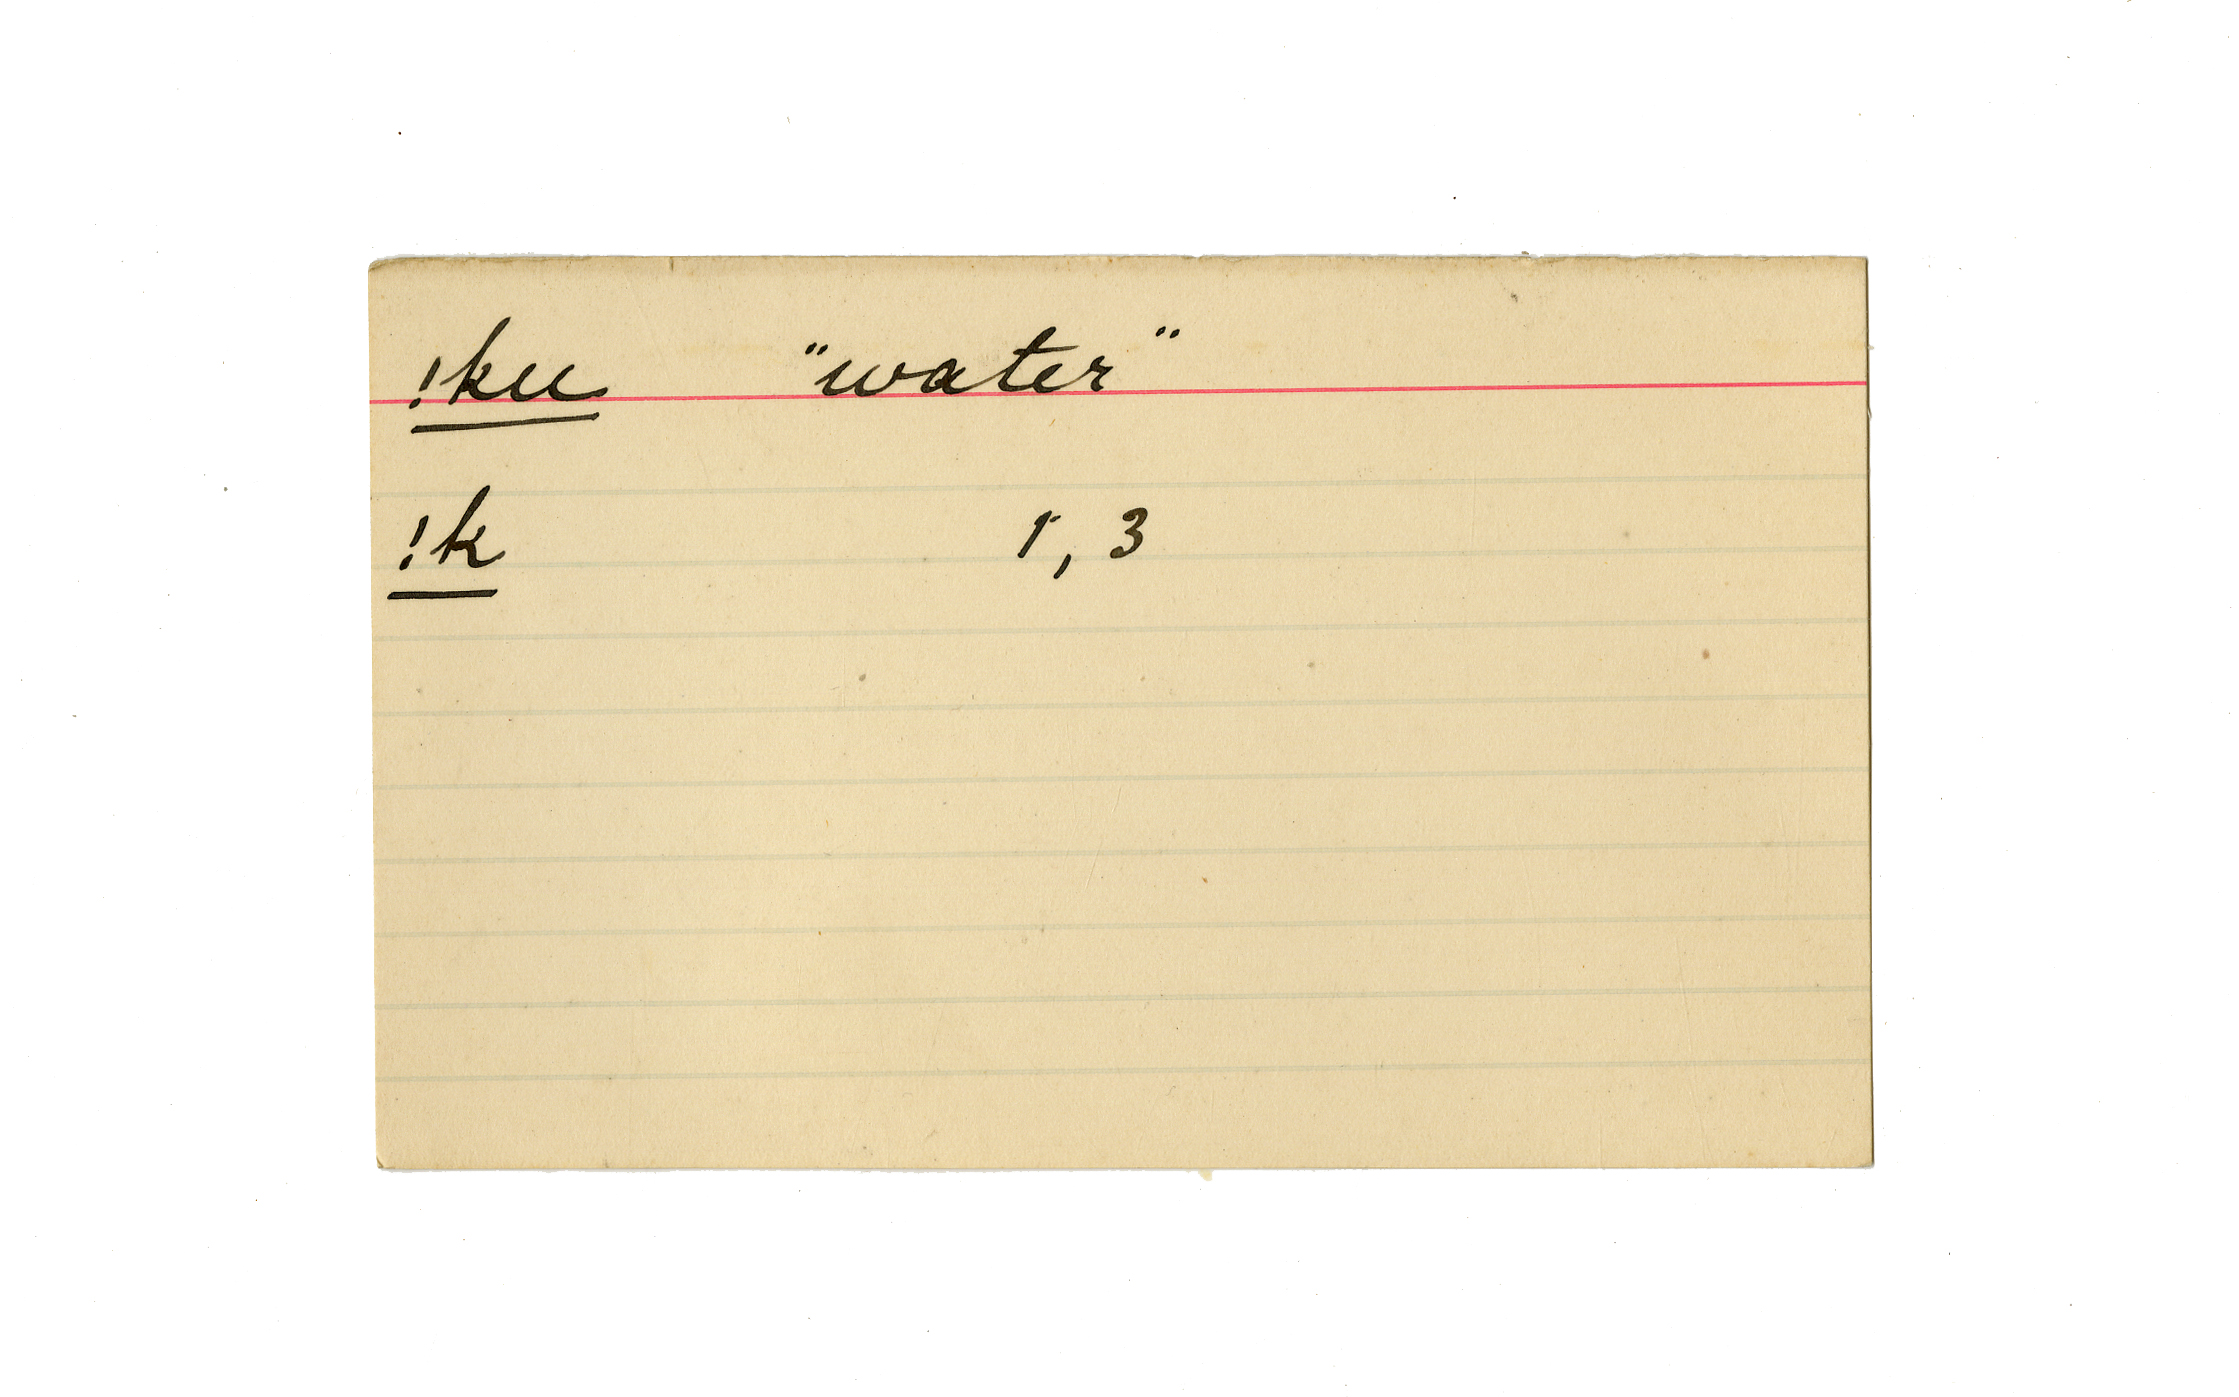 !ku "water"
!k 1, 3